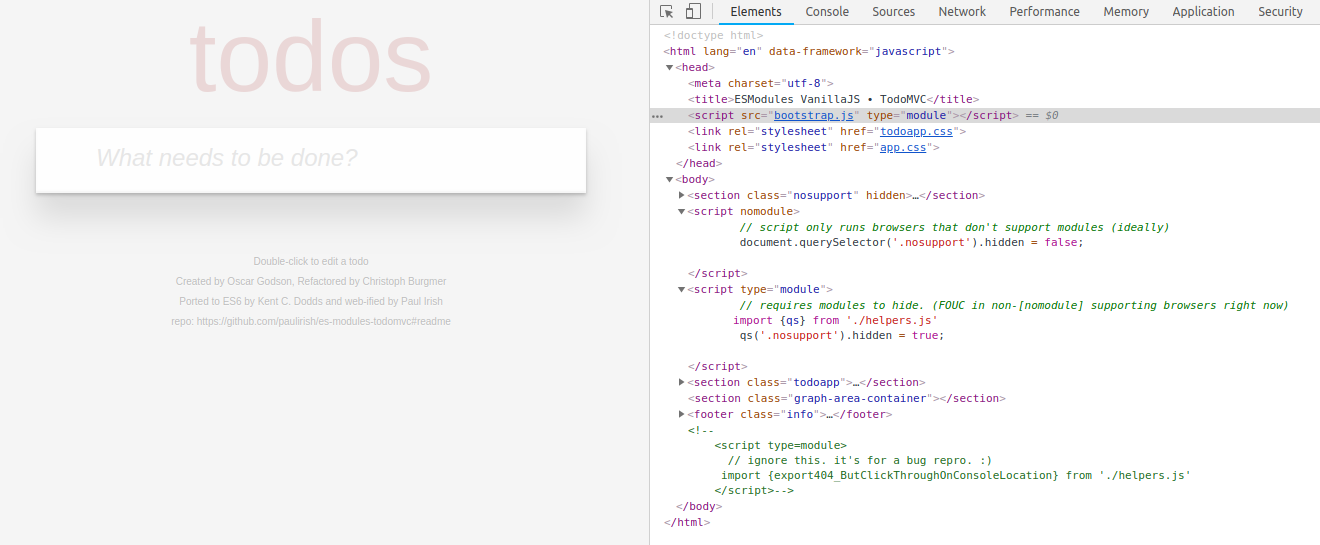 todos
What needs to be done?
Double-click to edit a todo
Created by Oscar Godson, Refactored by Christoph Burgmer
Ported to ES6 by Kent C. Dodds and web-ified by Paul Irish
repo: https://github.com/paulirish/es-modules-todomvc#readme
Elements Console Sources Network Performance Memory Application Security
<!doctype html>
<html lang="en" data-framework="javascript">
▼<head>
<meta charset="utf-8">
<title>ESModules VanillaJS • TodoMVC</title>
… <script src="bootstrap.js" type="module"></script> == $0
<link rel="stylesheet" href="todoapp.css">
<link rel="stylesheet" href="app.css">
</head>
▼<body>
▶<section class="nosupport" hidden>…</section>
▼<script nomodule>
// script only runs browsers that don't support modules (ideally)
document.querySelector('.nosupport').hidden = false;
</script>
▼<script type="module">
// requires modules to hide. (FOUC in non-[nomodule] supporting browsers right now)
import {qs} from './helpers.js'
qs('.nosupport').hidden = true;
</script>
▶<section class="todoapp">…</section>
<section class="graph-area-container"></section>
▶<footer class="info">…</footer>
<!--
<script type=module>
// ignore this. it's for a bug repro. :)
import {export404_ButClickThroughOnConsoleLocation} from './helpers.js'
</script>-->
</body>
</html>